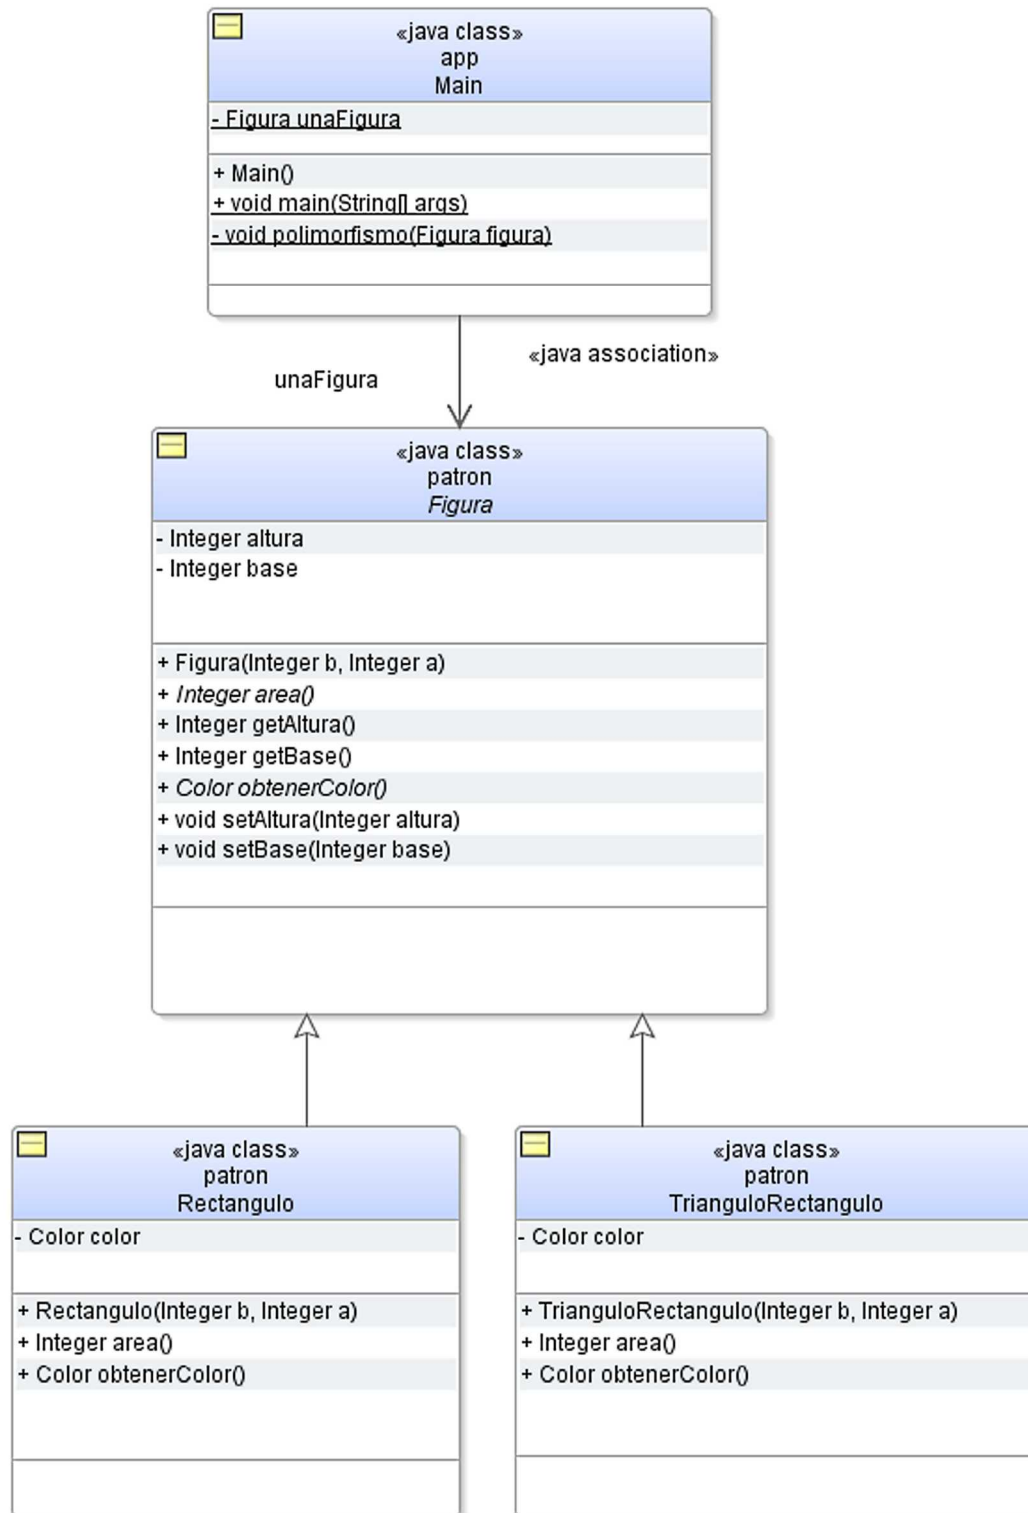 «java class»
app
Main
- Figura unaFigura
+ Main()
+ void main(String[] args)
- void polimorfismo(Figura figura)
«java association»
unaFigura
«java class»
patron
Figura
- Integer altura
- Integer base
+ Figura(Integer b, Integer a)
+ Integer area()
+ Integer getAltura()
+ Integer getBase()
+ Color obtenerColor()
+ void setAltura(Integer altura)
+ void setBase(Integer base)
«java class»
patron
Rectangulo
- Color color
+ Rectangulo(Integer b, Integer a)
+ Integer area()
+ Color obtenerColor()
«java class»
patron
TrianguloRectangulo
- Color color
+ TrianguloRectangulo(Integer b, Integer a)
+ Integer area()
+ Color obtenerColor()